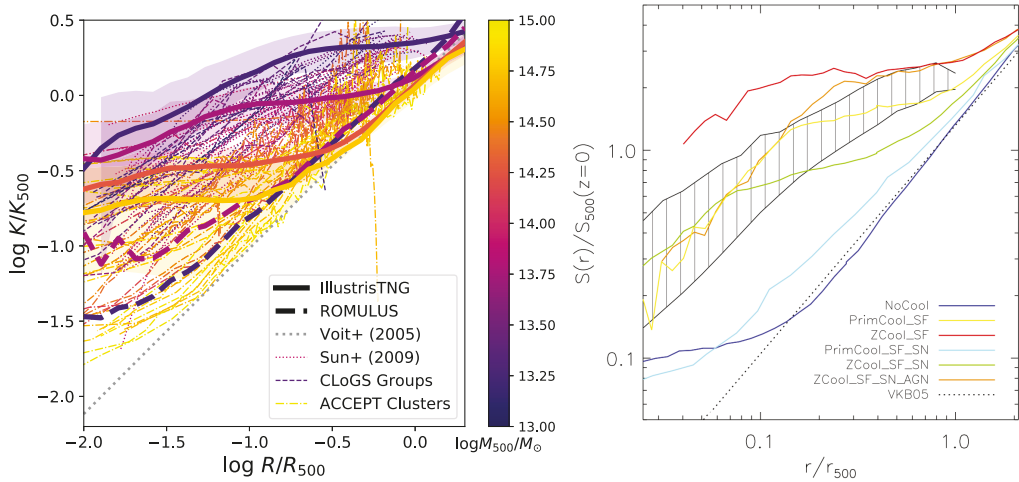 0.5
0.0
−0.5
−1.0
−1.5
−2.0
log K/K500
−2.0 −1.5 −1.0 −0.5 0.0
log R/R500
IllustrisTNG
ROMULUS
Voit+ (2005)
Sun+ (2009)
CLoGS Groups
ACCEPT Clusters
15.00
14.75
14.50
14.25
14.00
13.75
13.50
13.25
13.00
logM500/M⊙
1.0
0.1
S(r)/S500(z=0)
NoCool
PrimCool_SF
ZCool_SF
PrimCool_SF_SN
ZCool_SF_SN
ZCool_SF_SN_AGN
VKB05
0.1 1.0
r/r500